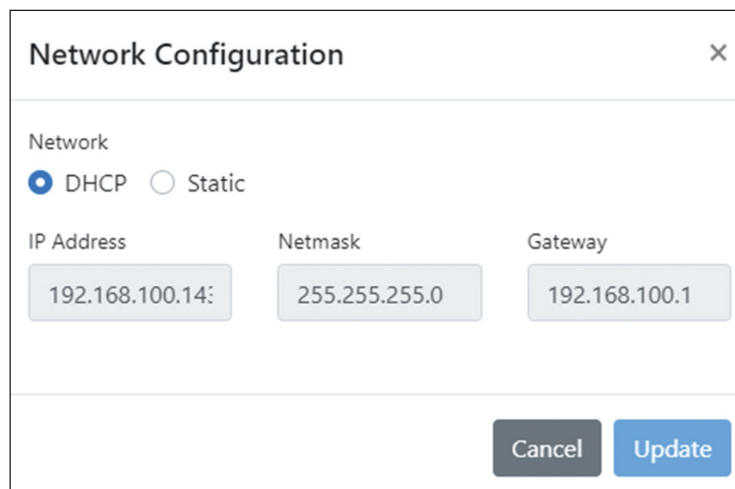 Network Configuration ×
Network
DHCP Static
IP Address Netmask Gateway
192.168.100.143 255.255.255.0 192.168.100.1
Cancel Update